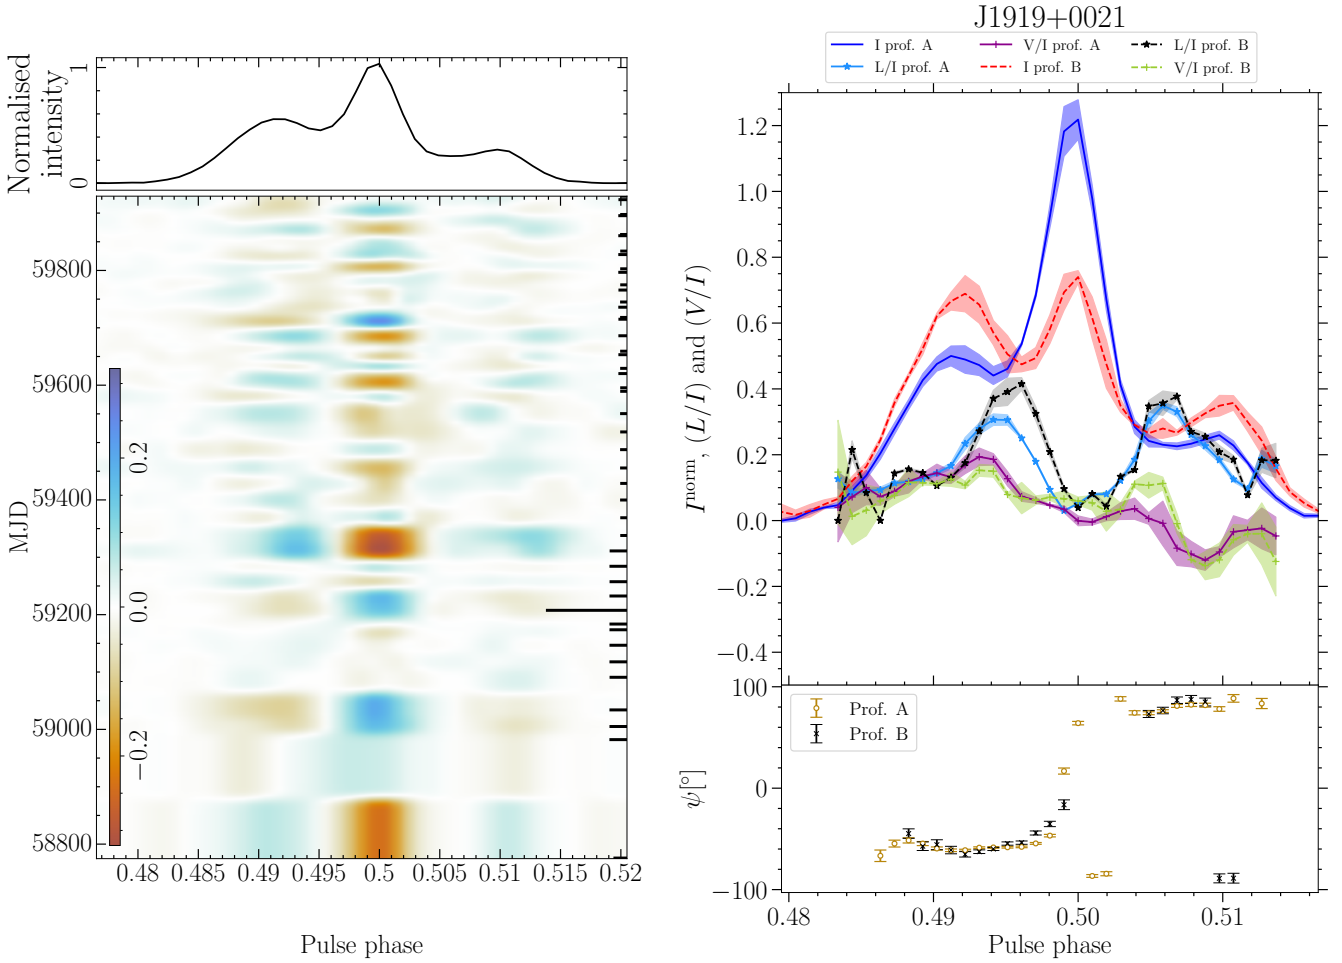 J1919+0021
I prof. A
V/I prof. A
L/I prof. B
L/I prof. A
I prof. B
V/I prof. B
Normalised
intensity
1
0
MJD
59800
59600
59400
59200
59000
58800
0.2
0.0
−0.2
0.48
0.485
0.49
0.495
0.5
0.505
0.51
0.515
0.52
Pulse phase
I^norm, (L/I) and (V/I)
1.2
1.0
0.8
0.6
0.4
0.2
0.0
−0.2
−0.4
100
0
−100
ψ[°]
Prof. A
Prof. B
0.48
0.49
0.50
0.51
Pulse phase